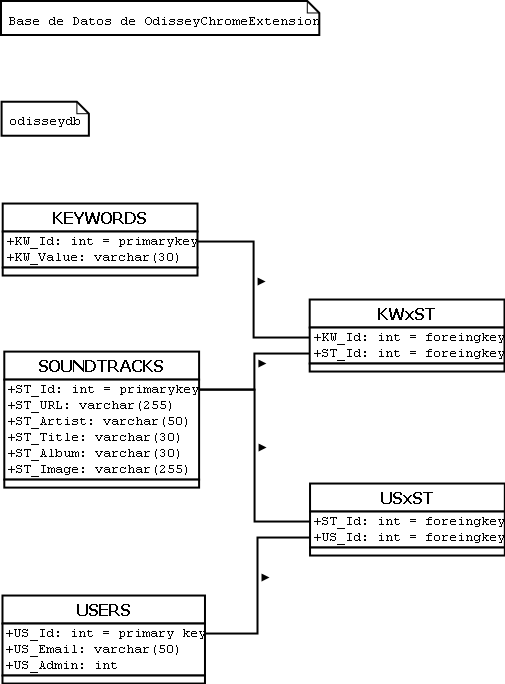 Base de Datos de OdisseyChromeExtension
odisseydb
KEYWORDS
+KW_Id: int = primarykey
+KW_Value: varchar(30)
KWxST
+KW_Id: int = foreingkey
+ST_Id: int = foreingkey
SOUNDTRACKS
+ST_Id: int = primarykey
+ST_URL: varchar(255)
+ST_Artist: varchar(50)
+ST_Title: varchar(30)
+ST_Album: varchar(30)
+ST_Image: varchar(255)
USxST
+ST_Id: int = foreingkey
+US_Id: int = foreingkey
USERS
+US_Id: int = primary key
+US_Email: varchar(50)
+US_Admin: int